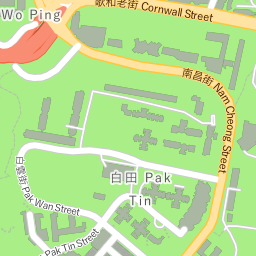 歌和老街 Cornwall Street
Wo Ping
南昌街 Nam Cheong Street
白雲街 Pak Wan Street
白田 Pak
Tin
Pak Tin Street